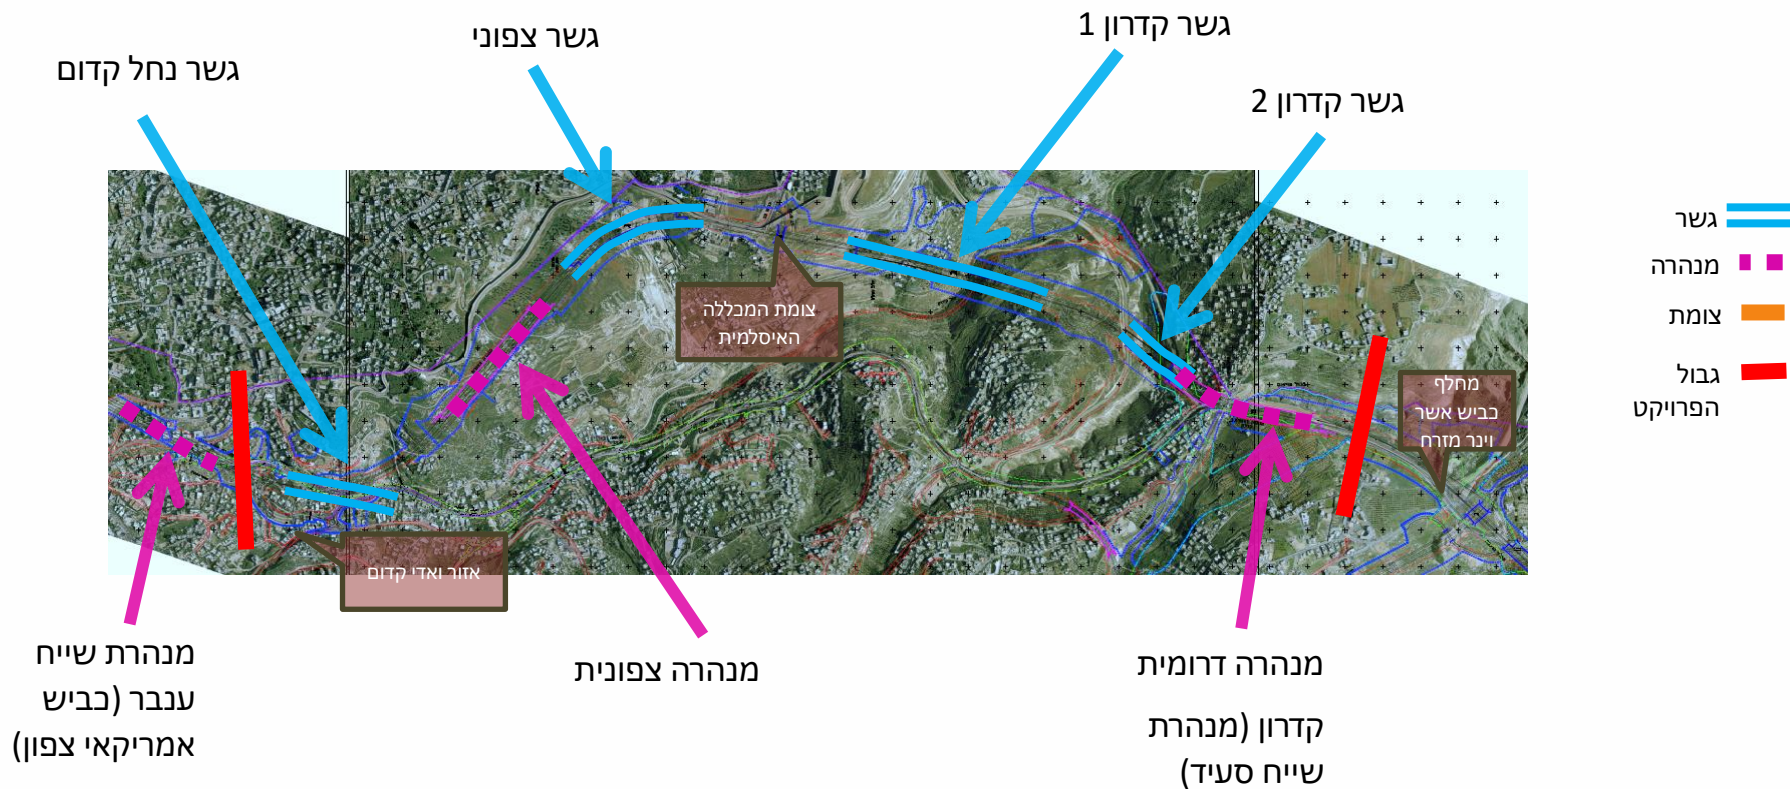 גשר קדרון 1
גשר צפוני
גשר נחל קדום
גשר קדרון 2
גשר
מנהרה
צומת
גבול
הפרויקט
צומת המכללה
האיסלמית
מחלף
כביש אשר
וינר מזרח
אזור ואדי קדום
מנהרה דרומית
קדרון (מנהרת
שייח סעיד)
מנהרה צפונית
מנהרת שייח
ענבר (כביש
אמריקאי צפון)